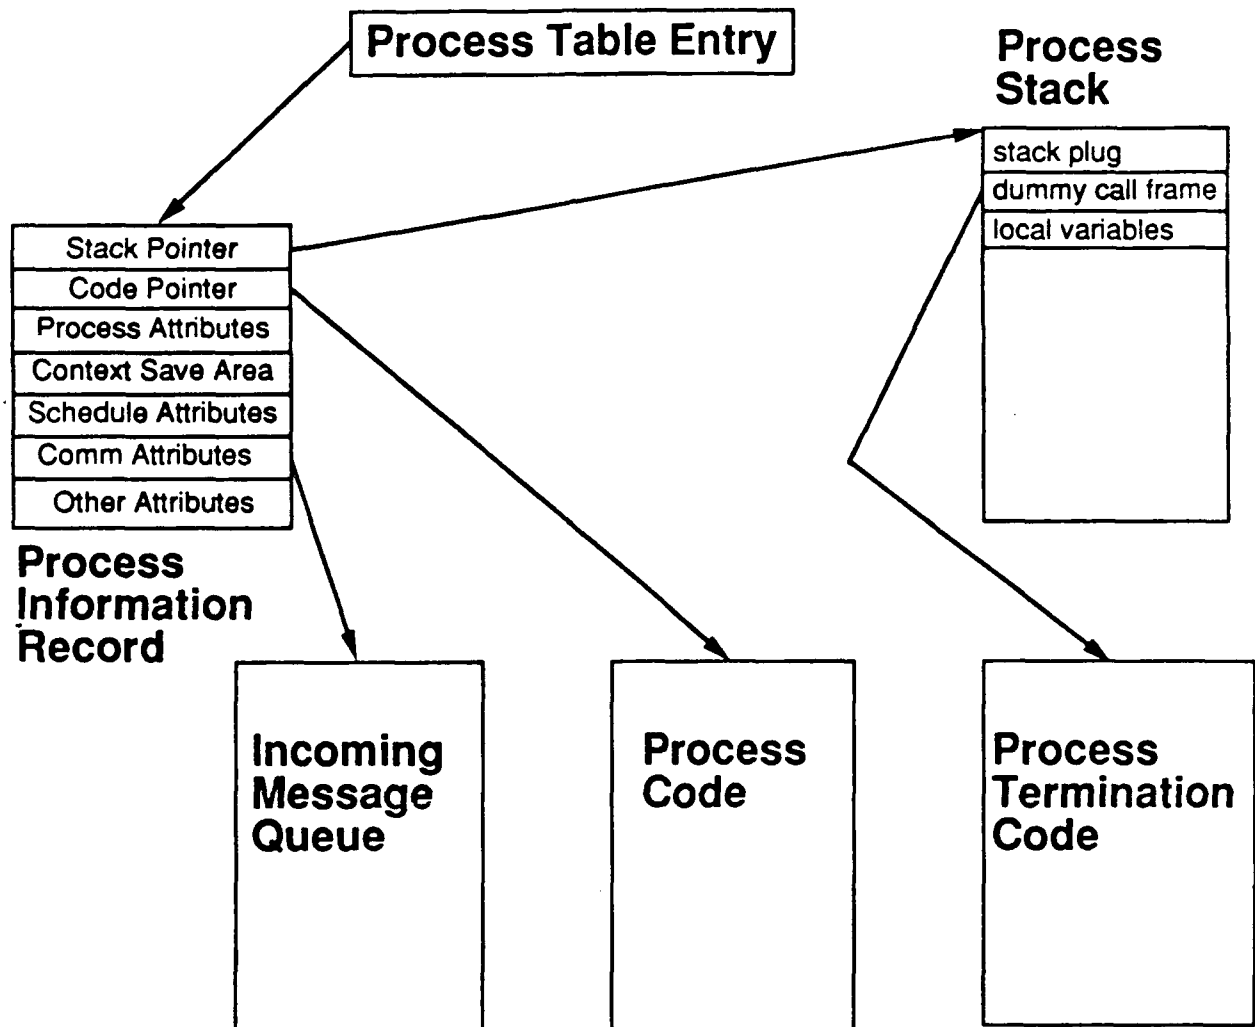 Process Table Entry
Process
Stack
stack plug
dummy call frame
local variables
Stack Pointer
Code Pointer
Process Attributes
Context Save Area
Schedule Attributes
Comm Attributes
Other Attributes
Process
Information
Record
Incoming
Message
Queue
Process
Code
Process
Termination
Code